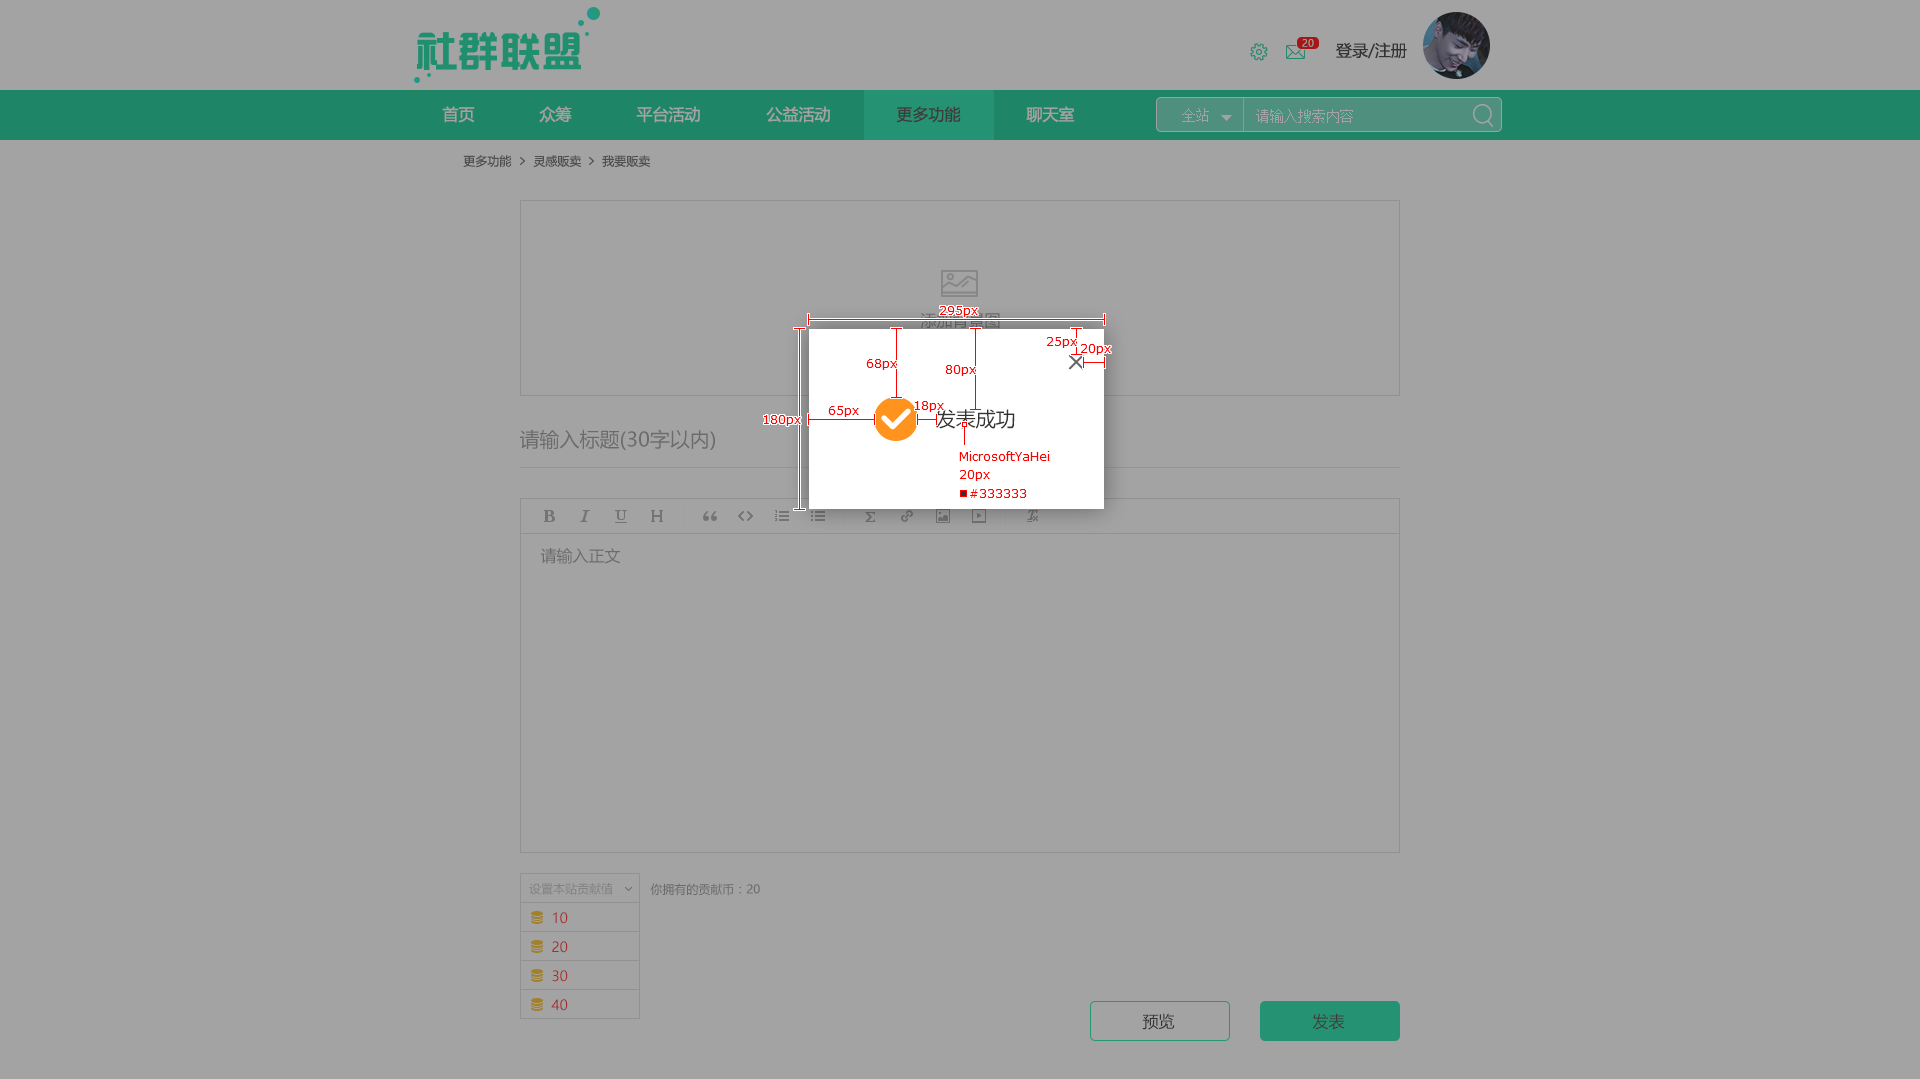 社群联盟
20
登录/注册
首页 众筹 平台活动 公益活动 更多功能 聊天室 全站 请输入搜索内容
更多功能 > 灵感贩卖 > 我要贩卖
295px
添加背景图
25px
20px
68px
80px
180px
65px
18px
发表成功
MicrosoftYaHei
20px
#333333
请输入标题(30字以内)
B I U H
请输入正文
设置本贴贡献值 你拥有的贡献币：20
10
20
30
40
预览 发表